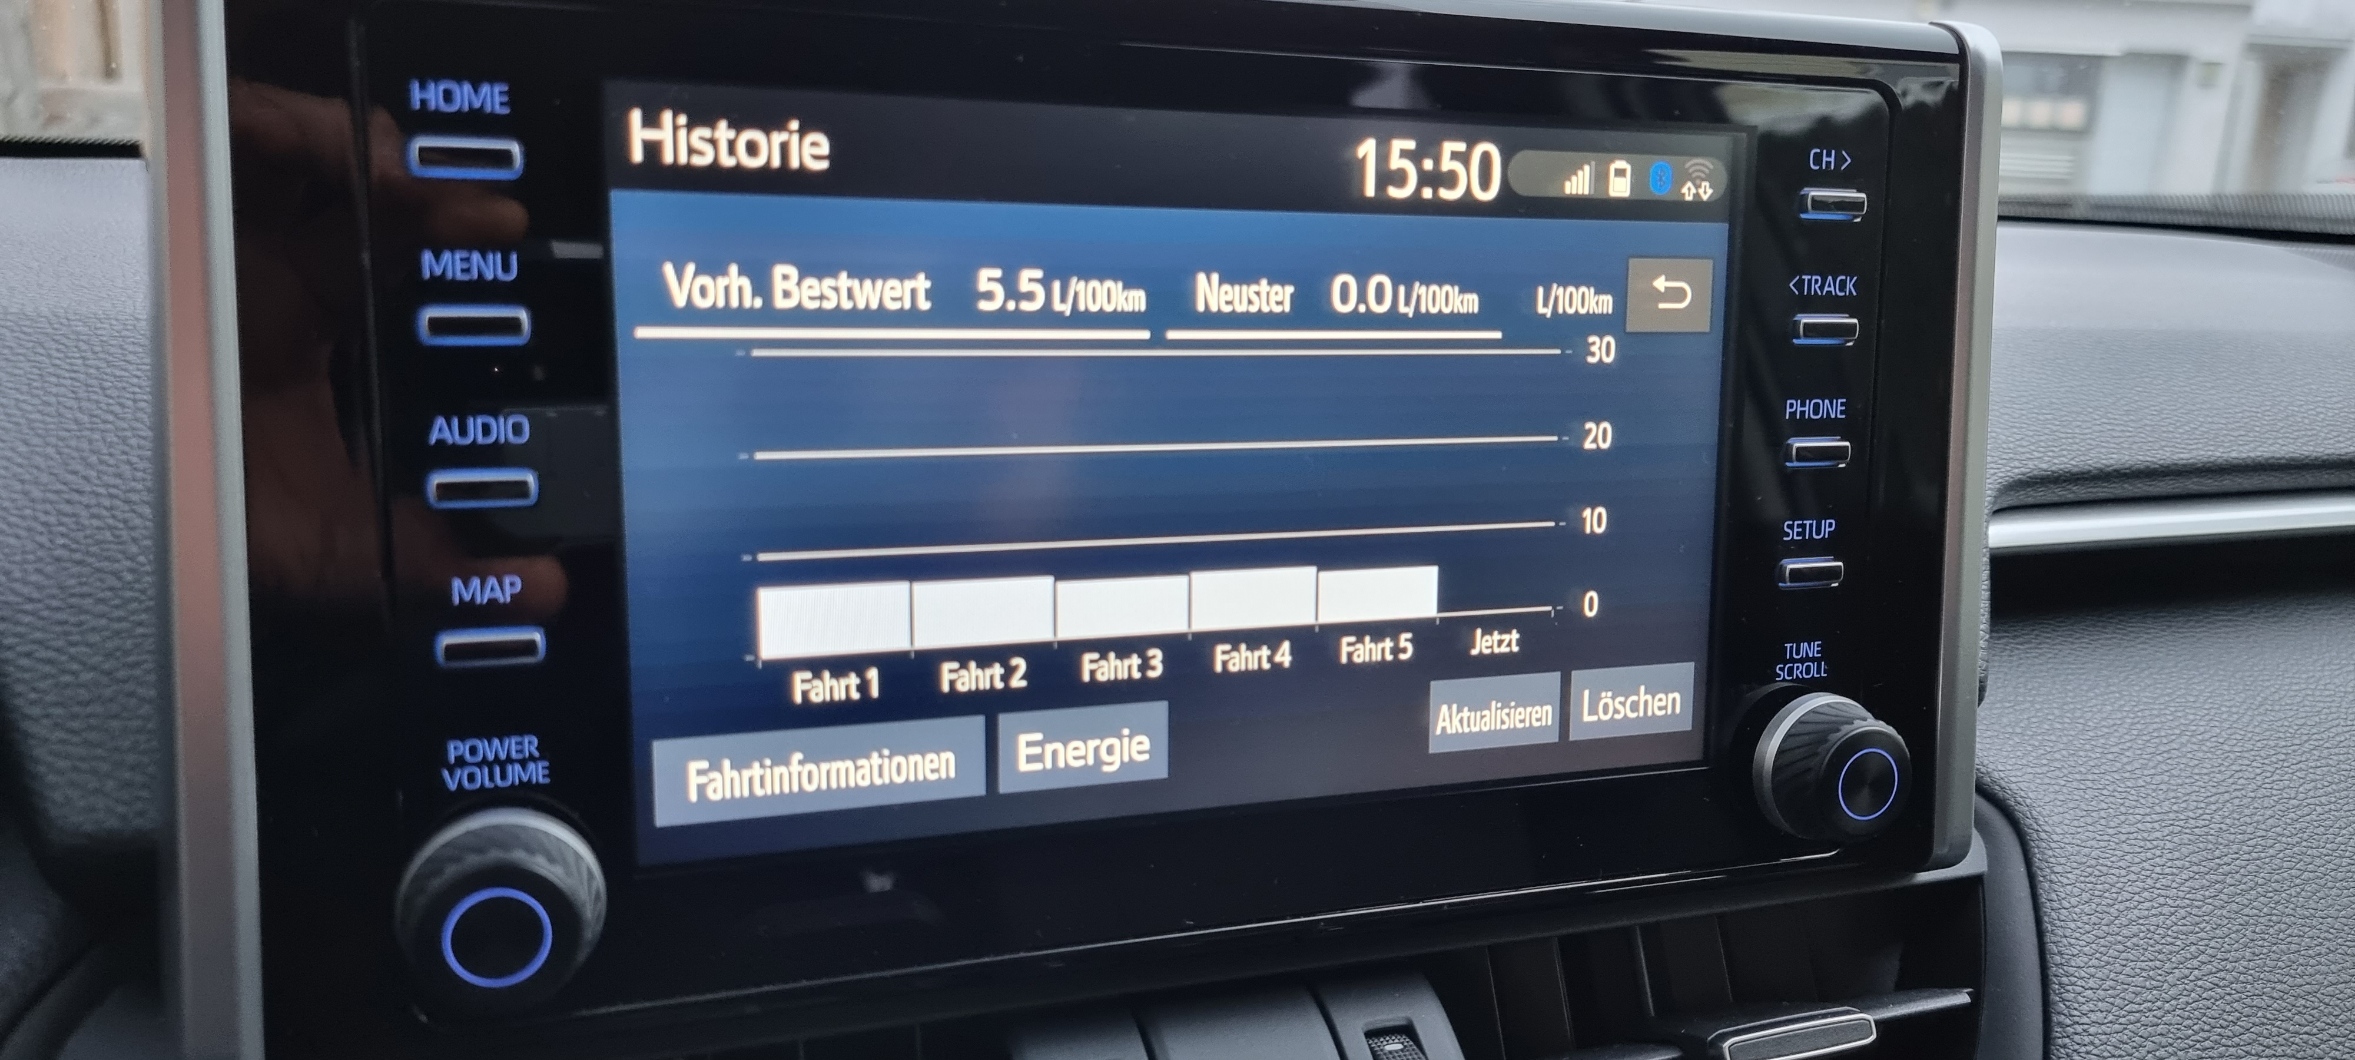 HOME
MENU
AUDIO
MAP
POWER
VOLUME
Historie
15:50
Vorh. Bestwert 5.5 L/100km Neuster 0.0 L/100km L/100km
30
20
10
0
Fahrt 1 Fahrt 2 Fahrt 3 Fahrt 4 Fahrt 5 Jetzt
Aktualisieren Löschen
Fahrtinformationen Energie
CH >
< TRACK
PHONE
SETUP
TUNE
SCROLL